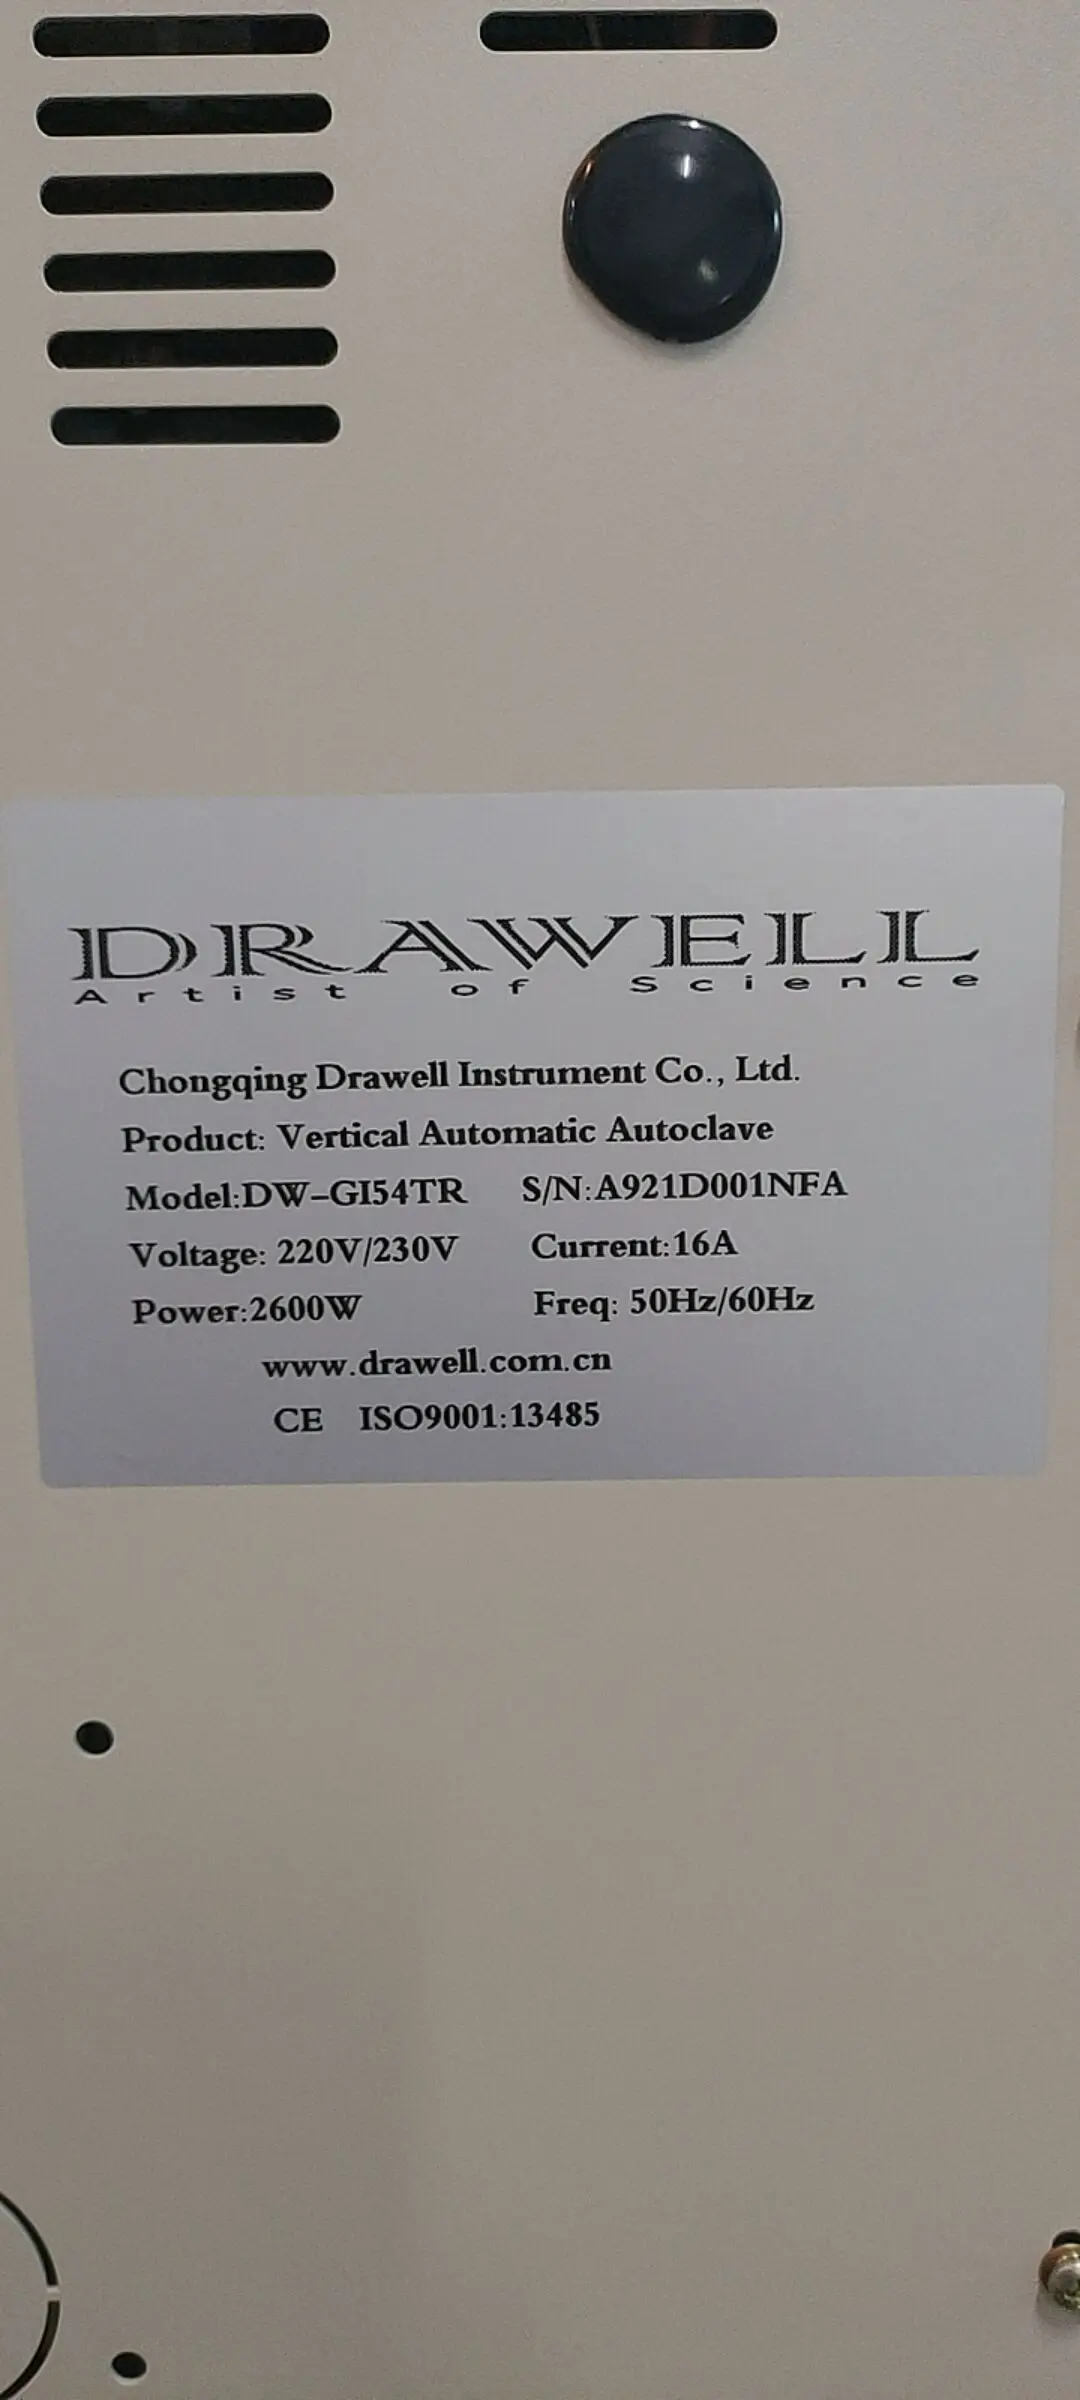 DRAWELL
Artist of Science
Chongqing Drawell Instrument Co., Ltd.
Product: Vertical Automatic Autoclave
Model:DW-GI54TR S/N:A921D001NFA
Voltage: 220V/230V Current:16A
Power:2600W Freq: 50Hz/60Hz
www.drawell.com.cn
CE ISO9001:13485